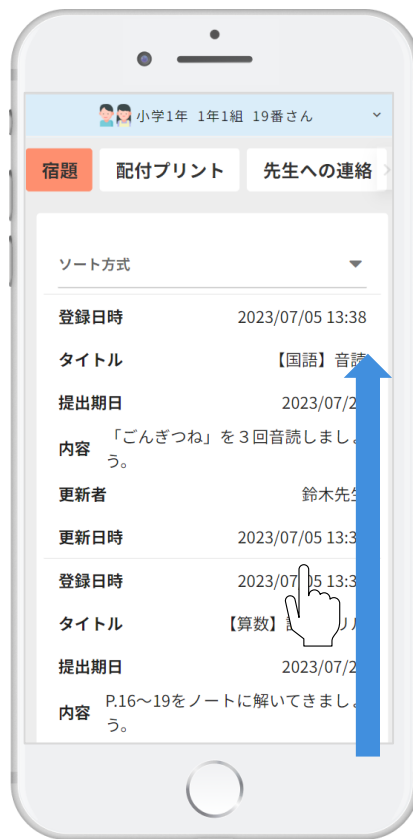 小学1年 1年1組 19番さん
宿題 配付プリント 先生への連絡
ソート方式
登録日時 2023/07/05 13:38
タイトル 【国語】音読
提出期日 2023/07/2
内容 「ごんぎつね」を3回音読しまし
う。
更新者 鈴木先生
更新日時 2023/07/05 13:3
登録日時 2023/07/05 13:3
タイトル 【算数】
提出期日 2023/07/2
内容 P.16～19をノートに解いてきまし
う。